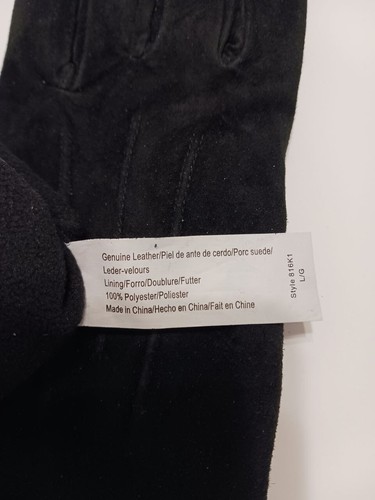 Genuine Leather/Piel de ante de cerdo/Porc suede/
Leder-velours
Lining/Forro/Doublure/Futter
100% Polyester/Poliester
Made in China/Hecho en China/Fait en Chine
Style 816K1
L/G